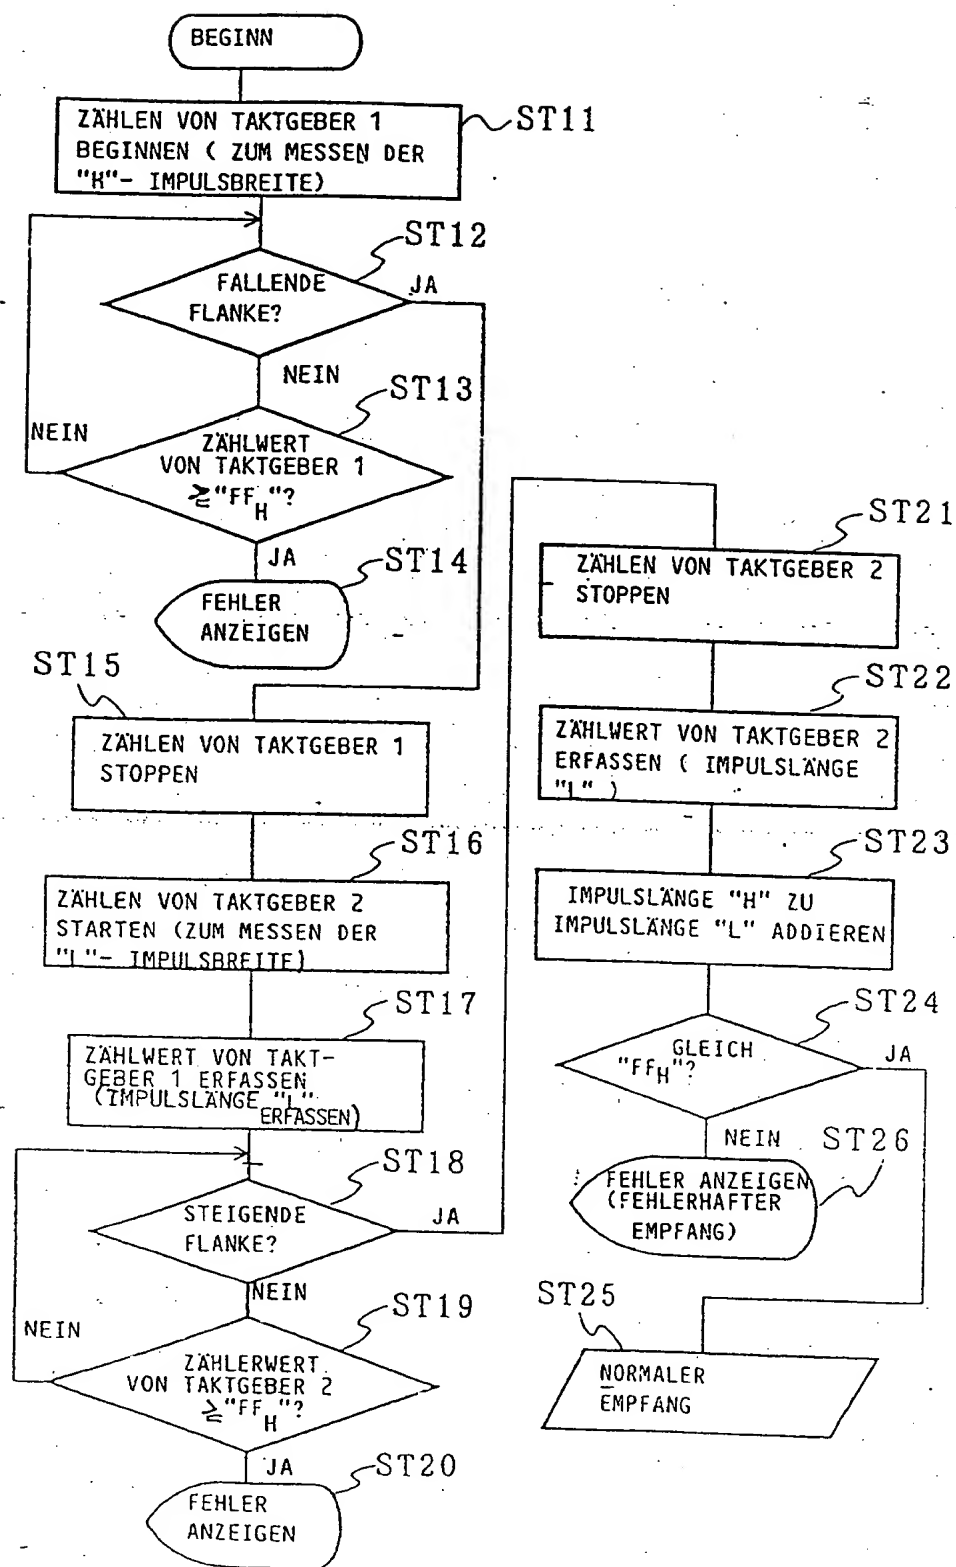 BEGINN
ZÄHLEN VON TAKTGEBER 1
BEGINNEN ( ZUM MESSEN DER
"H"- IMPULSBREITE)
ST11
ST12
FALLENDE
FLANKE?
JA
NEIN
ST13
NEIN
ZÄHLWERT
VON TAKTGEBER 1
≧"FFH"?
JA
ST14
FEHLER
ANZEIGEN
ST15
ZÄHLEN VON TAKTGEBER 1
STOPPEN
ST16
ZÄHLEN VON TAKTGEBER 2
STARTEN (ZUM MESSEN DER
"L"- IMPULSBREITE)
ST17
ZÄHLWERT VON TAKT-
GEBER 1 ERFASSEN
(IMPULSLÄNGE "L"
ERFASSEN)
ST18
STEIGENDE
FLANKE?
JA
NEIN
ST19
NEIN
ZÄHLERWERT
VON TAKTGEBER 2
≧"FFH"?
JA
ST20
FEHLER
ANZEIGEN
ST21
ZÄHLEN VON TAKTGEBER 2
STOPPEN
ST22
ZÄHLWERT VON TAKTGEBER 2
ERFASSEN ( IMPULSLÄNGE
"L" )
ST23
IMPULSLÄNGE "H" ZU
IMPULSLÄNGE "L" ADDIEREN
ST24
GLEICH
"FFH"?
JA
NEIN
ST26
FEHLER ANZEIGEN
(FEHLERHAFTER
EMPFANG)
ST25
NORMALER
EMPFANG